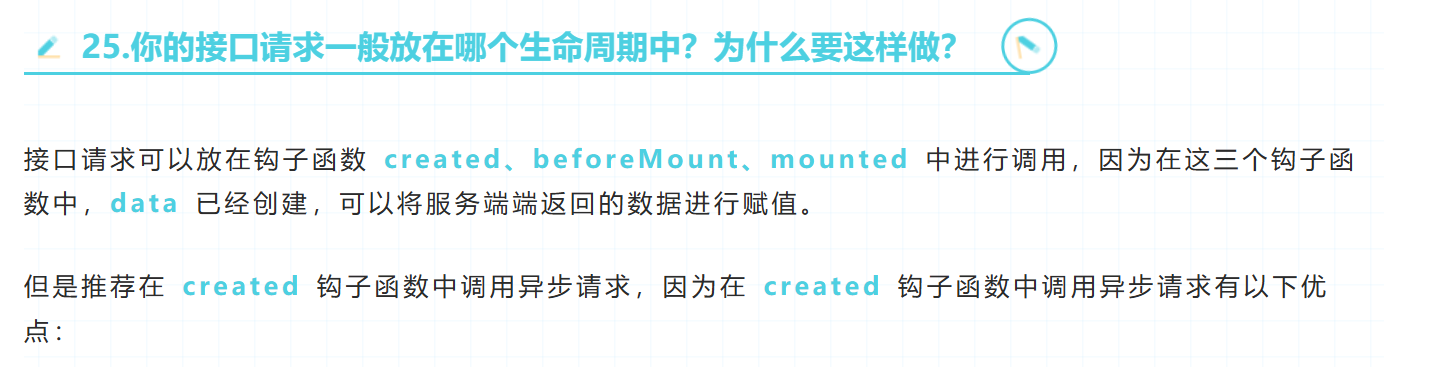 25.你的接口请求一般放在哪个生命周期中？为什么要这样做？
接口请求可以放在钩子函数 created、beforeMount、mounted 中进行调用，因为在这三个钩子函
数中，data 已经创建，可以将服务端端返回的数据进行赋值。
但是推荐在 created 钩子函数中调用异步请求，因为在 created 钩子函数中调用异步请求有以下优
点：